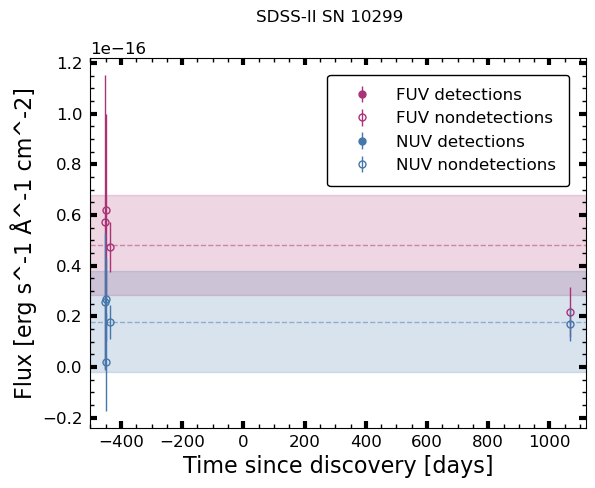 SDSS-II SN 10299
1e−16
FUV detections
FUV nondetections
NUV detections
NUV nondetections
1.2
1.0
0.8
0.6
0.4
0.2
0.0
−0.2
Flux [erg s^-1 Å^-1 cm^-2]
−400 −200 0 200 400 600 800 1000
Time since discovery [days]